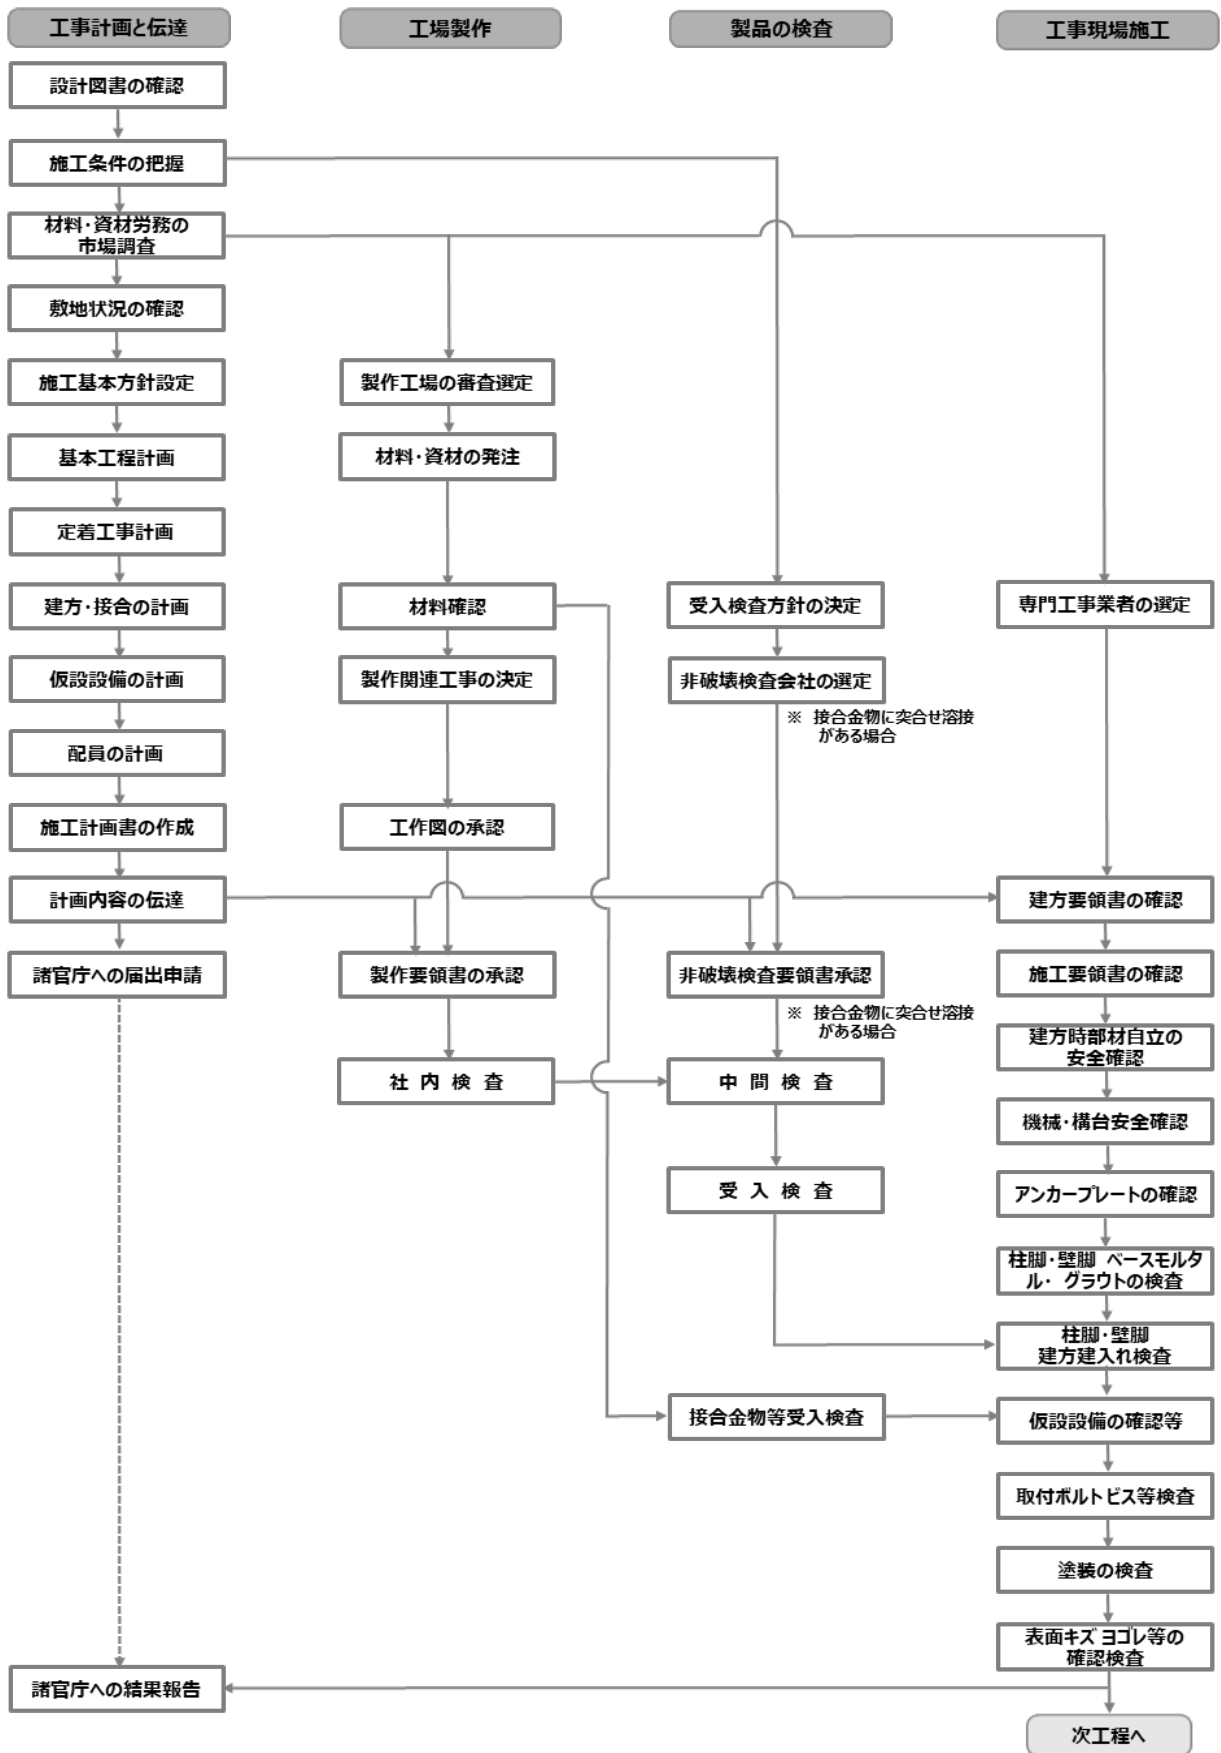 工事計画と伝達
工場製作
製品の検査
工事現場施工
設計図書の確認
施工条件の把握
材料・資材労務の
市場調査
敷地状況の確認
施工基本方針設定
製作工場の審査選定
基本工程計画
材料・資材の発注
定着工事計画
建方・接合の計画
材料確認
受入検査方針の決定
専門工事業者の選定
仮設設備の計画
製作関連工事の決定
非破壊検査会社の選定
※ 接合金物に突合せ溶接
がある場合
配員の計画
施工計画書の作成
工作図の承認
計画内容の伝達
建方要領書の確認
諸官庁への届出申請
製作要領書の承認
非破壊検査要領書承認
※ 接合金物に突合せ溶接
がある場合
施工要領書の確認
建方時部材自立の
安全確認
社 内 検 査
中 間 検 査
機械・構台安全確認
受 入 検 査
アンカープレートの確認
柱脚・壁脚 ベースモルタ
ル・ グラウトの検査
柱脚・壁脚
建方建入れ検査
接合金物等受入検査
仮設設備の確認等
取付ボルトビス等検査
塗装の検査
表面キズ ヨゴレ等の
確認検査
諸官庁への結果報告
次工程へ